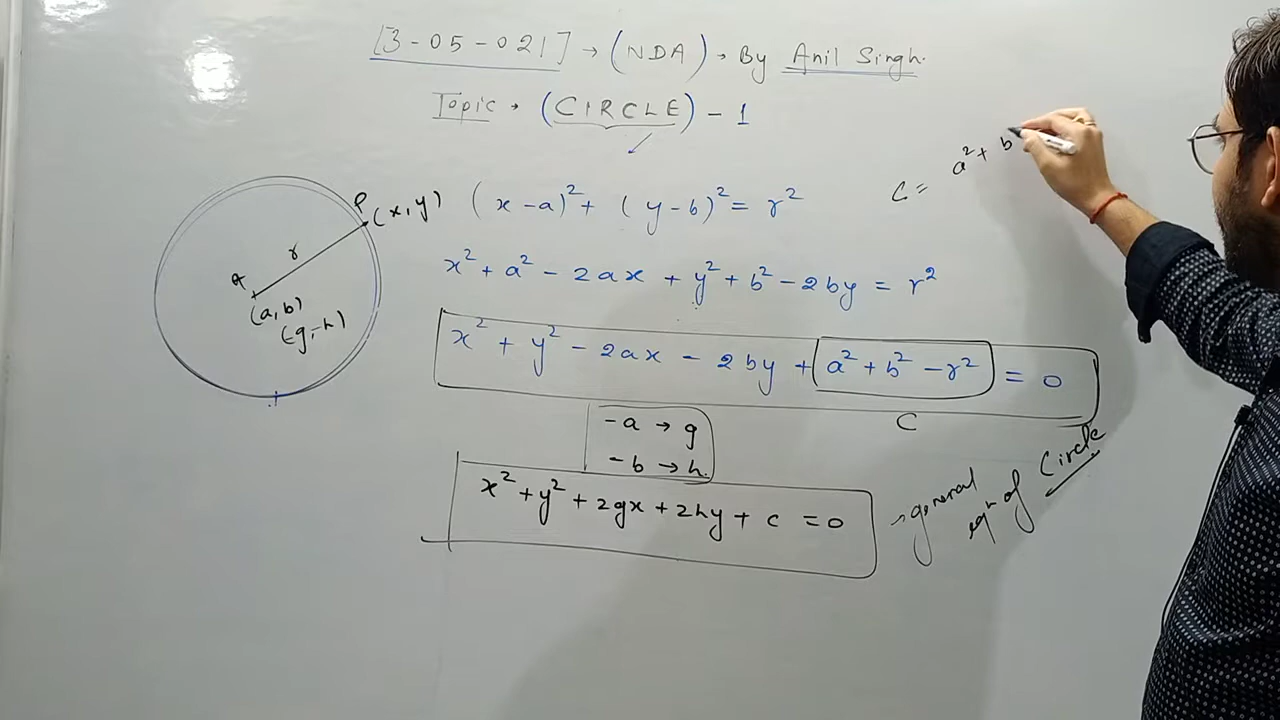 [3-05-021] → (NDA) → By Anil Singh.
Topic → (CIRCLE) - 1
C = a² + b
P (x, y)
(x - a)² + (y - b)² = r²
r
(a, b)
x² + a² - 2ax + y² + b² - 2by = r²
x² + y² - 2ax - 2by + a² + b² - r² = 0
C
-a → g
-b → h
x² + y² + 2gx + 2hy + c = 0
→ general eqⁿ of Circle